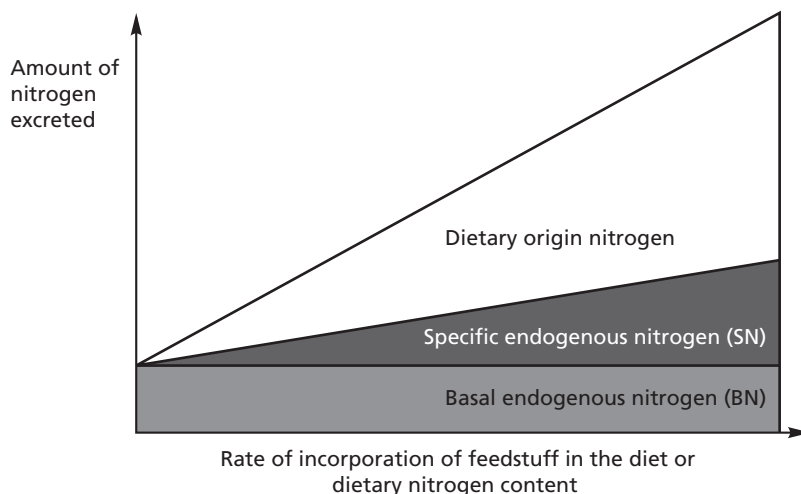 Amount of
nitrogen
excreted
Dietary origin nitrogen
Specific endogenous nitrogen (SN)
Basal endogenous nitrogen (BN)
Rate of incorporation of feedstuff in the diet or
dietary nitrogen content